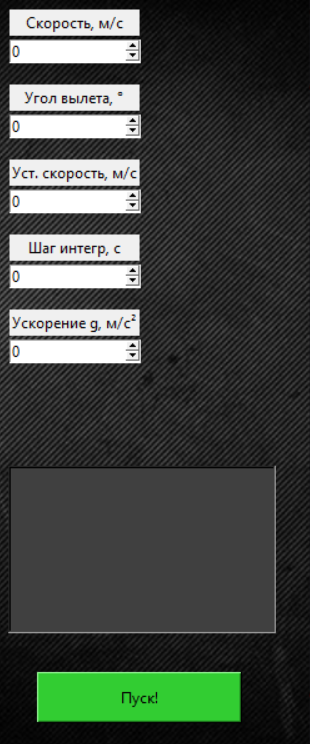 Скорость, м/с
0
Угол вылета, °
0
Уст. скорость, м/с
0
Шаг интегр, с
0
Ускорение g, м/с²
0
Пуск!